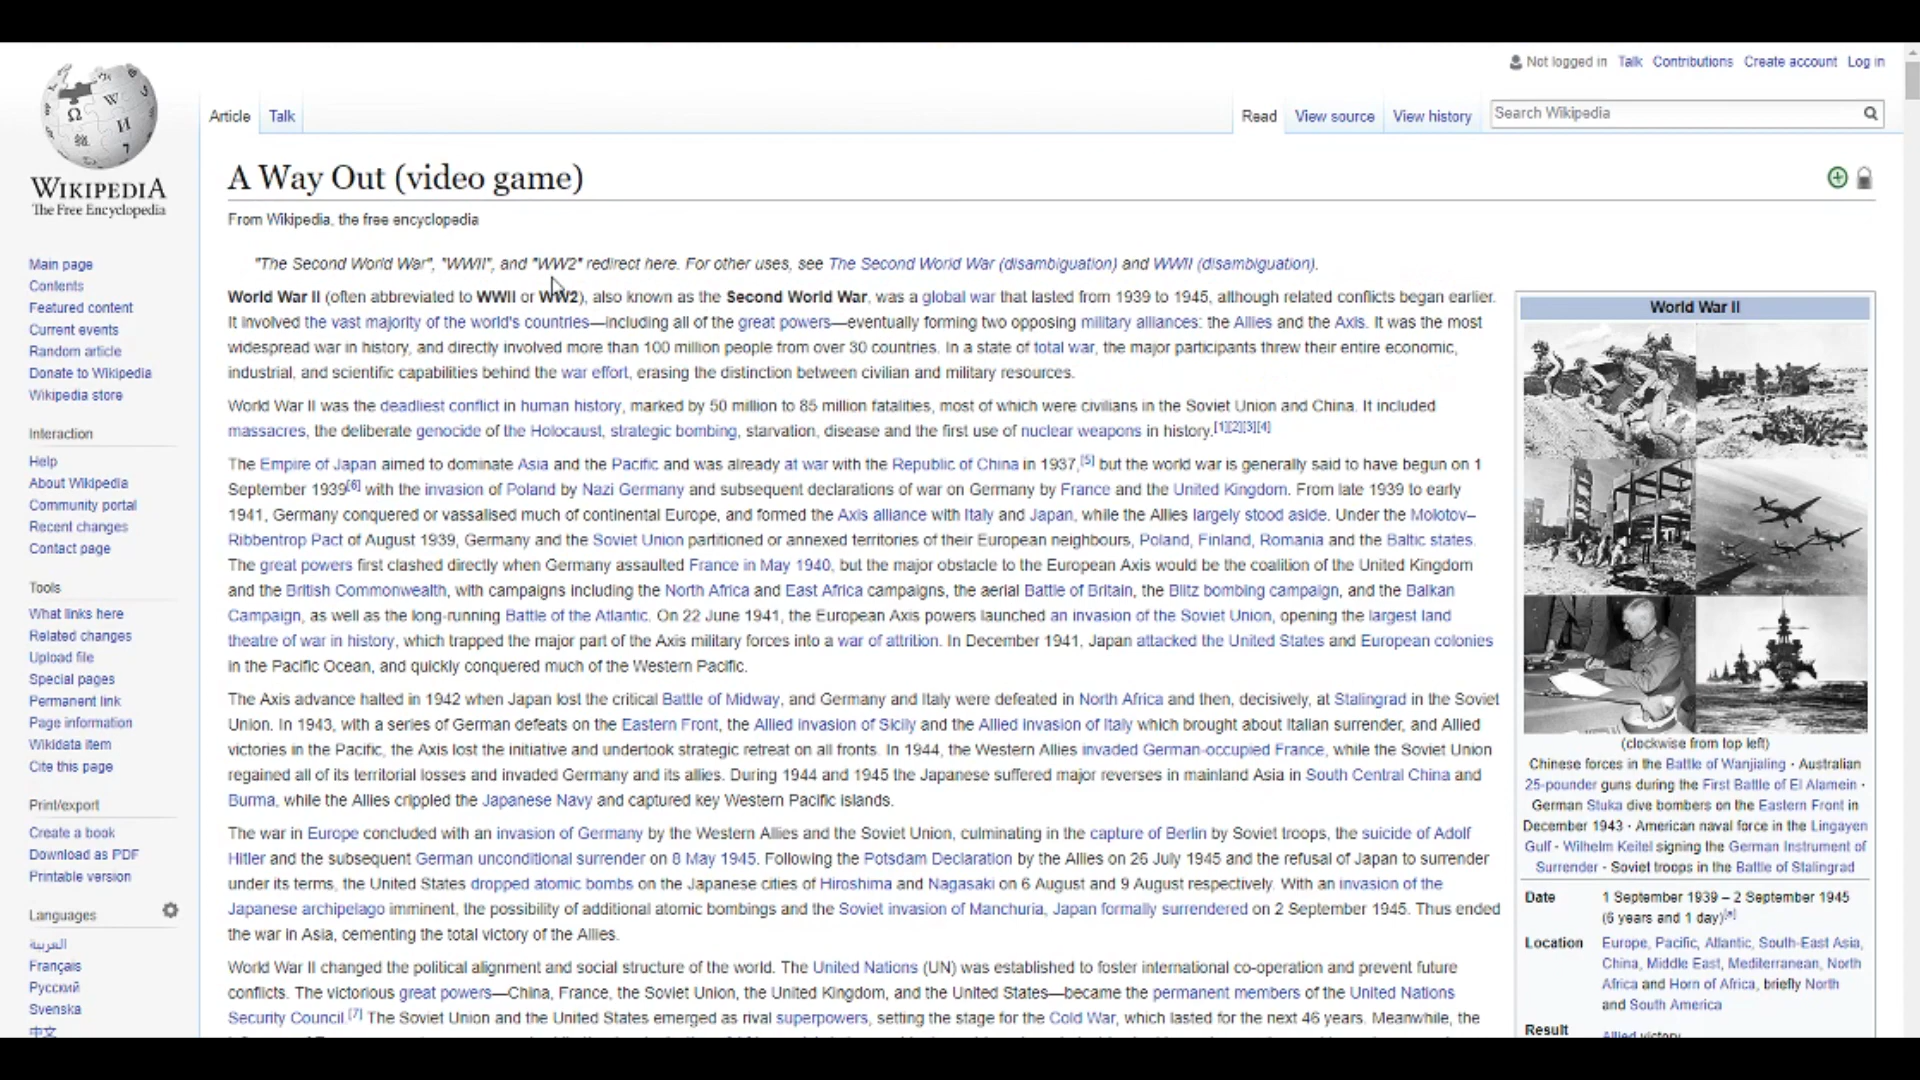 Not logged in Talk Contributions Create account Log in
Article Talk Read View source View history Search Wikipedia
WIKIPEDIA
The Free Encyclopedia
Main page
Contents
Featured content
Current events
Random article
Donate to Wikipedia
Wikipedia store
Interaction
Help
About Wikipedia
Community portal
Recent changes
Contact page
Tools
What links here
Related changes
Upload file
Special pages
Permanent link
Page information
Wikidata item
Cite this page
Print/export
Create a book
Download as PDF
Printable version
Languages
العربية
Français
Русский
Svenska
中文
A Way Out (video game)
From Wikipedia, the free encyclopedia
"The Second World War", "WWII", and "WW2" redirect here. For other uses, see The Second World War (disambiguation) and WWII (disambiguation).
World War II (often abbreviated to WWII or WW2), also known as the Second World War, was a global war that lasted from 1939 to 1945, although related conflicts began earlier.
It involved the vast majority of the world's countries—including all of the great powers—eventually forming two opposing military alliances: the Allies and the Axis. It was the most
widespread war in history, and directly involved more than 100 million people from over 30 countries. In a state of total war, the major participants threw their entire economic,
industrial, and scientific capabilities behind the war effort, erasing the distinction between civilian and military resources.
World War II was the deadliest conflict in human history, marked by 50 million to 85 million fatalities, most of which were civilians in the Soviet Union and China. It included
massacres, the deliberate genocide of the Holocaust, strategic bombing, starvation, disease and the first use of nuclear weapons in history.[1][2][3][4]
The Empire of Japan aimed to dominate Asia and the Pacific and was already at war with the Republic of China in 1937,[5] but the world war is generally said to have begun on 1
September 1939[6] with the invasion of Poland by Nazi Germany and subsequent declarations of war on Germany by France and the United Kingdom. From late 1939 to early
1941, Germany conquered or vassalised much of continental Europe, and formed the Axis alliance with Italy and Japan, while the Allies largely stood aside. Under the Molotov–
Ribbentrop Pact of August 1939, Germany and the Soviet Union partitioned or annexed territories of their European neighbours, Poland, Finland, Romania and the Baltic states.
The great powers first clashed directly when Germany assaulted France in May 1940, but the major obstacle to the European Axis would be the coalition of the United Kingdom
and the British Commonwealth, with campaigns including the North Africa and East Africa campaigns, the aerial Battle of Britain, the Blitz bombing campaign, and the Balkan
Campaign, as well as the long-running Battle of the Atlantic. On 22 June 1941, the European Axis powers launched an invasion of the Soviet Union, opening the largest land
theatre of war in history, which trapped the major part of the Axis military forces into a war of attrition. In December 1941, Japan attacked the United States and European colonies
in the Pacific Ocean, and quickly conquered much of the Western Pacific.
The Axis advance halted in 1942 when Japan lost the critical Battle of Midway, and Germany and Italy were defeated in North Africa and then, decisively, at Stalingrad in the Soviet
Union. In 1943, with a series of German defeats on the Eastern Front, the Allied invasion of Sicily and the Allied invasion of Italy which brought about Italian surrender, and Allied
victories in the Pacific, the Axis lost the initiative and undertook strategic retreat on all fronts. In 1944, the Western Allies invaded German-occupied France, while the Soviet Union
regained all of its territorial losses and invaded Germany and its allies. During 1944 and 1945 the Japanese suffered major reverses in mainland Asia in South Central China and
Burma, while the Allies crippled the Japanese Navy and captured key Western Pacific islands.
The war in Europe concluded with an invasion of Germany by the Western Allies and the Soviet Union, culminating in the capture of Berlin by Soviet troops, the suicide of Adolf
Hitler and the subsequent German unconditional surrender on 8 May 1945. Following the Potsdam Declaration by the Allies on 26 July 1945 and the refusal of Japan to surrender
under its terms, the United States dropped atomic bombs on the Japanese cities of Hiroshima and Nagasaki on 6 August and 9 August respectively. With an invasion of the
Japanese archipelago imminent, the possibility of additional atomic bombings and the Soviet invasion of Manchuria, Japan formally surrendered on 2 September 1945. Thus ended
the war in Asia, cementing the total victory of the Allies.
World War II changed the political alignment and social structure of the world. The United Nations (UN) was established to foster international co-operation and prevent future
conflicts. The victorious great powers—China, France, the Soviet Union, the United Kingdom, and the United States—became the permanent members of the United Nations
Security Council.[7] The Soviet Union and the United States emerged as rival superpowers, setting the stage for the Cold War, which lasted for the next 46 years. Meanwhile, the
World War II
(clockwise from top left)
Chinese forces in the Battle of Wanjialing · Australian
25-pounder guns during the First Battle of El Alamein ·
German Stuka dive bombers on the Eastern Front in
December 1943 · American naval force in the Lingayen
Gulf · Wilhelm Keitel signing the German Instrument of
Surrender · Soviet troops in the Battle of Stalingrad
Date 1 September 1939 – 2 September 1945
(6 years and 1 day)[a]
Location Europe, Pacific, Atlantic, South-East Asia,
China, Middle East, Mediterranean, North
Africa and Horn of Africa, briefly North
and South America
Result Allied victory